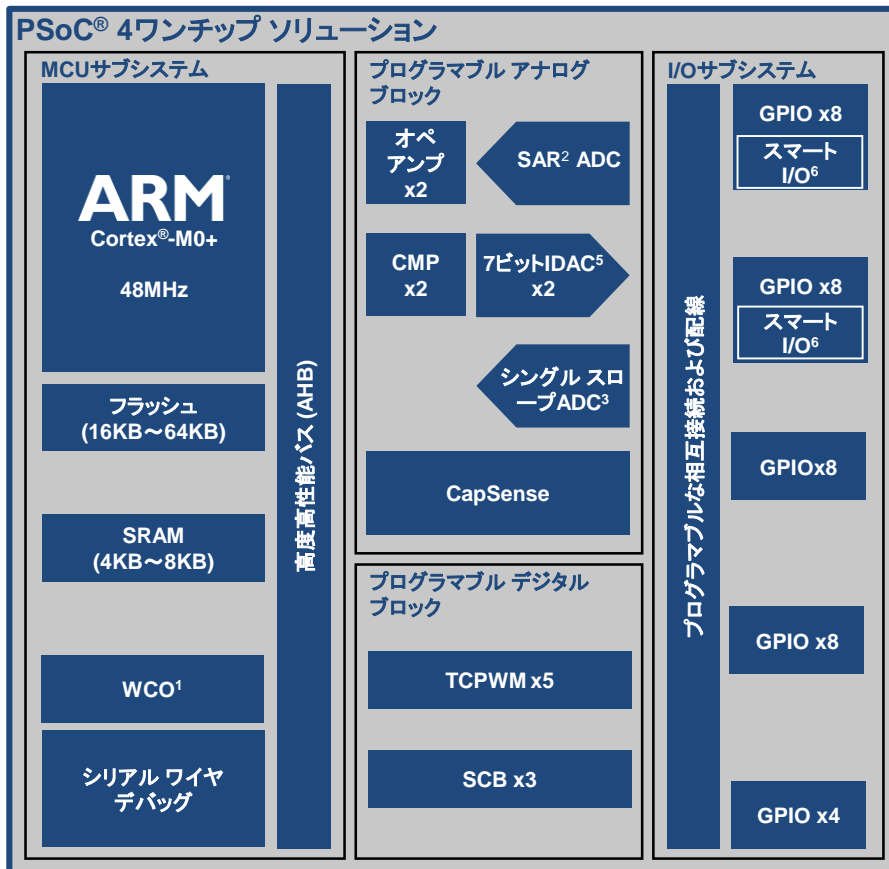 PSoC® 4ワンチップ ソリューション
MCUサブシステム
ARM®
Cortex®-M0+
48MHz
フラッシュ
(16KB~64KB)
SRAM
(4KB~8KB)
WCO1
シリアル ワイヤ
デバッグ
高度高性能バス (AHB)
プログラマブル アナログ
ブロック
オペ
アンプ
x2
SAR2 ADC
CMP
x2
7ビットIDAC5
x2
シングル スロ
ープADC3
CapSense
プログラマブル デジタル
ブロック
TCPWM x5
SCB x3
I/Oサブシステム
プログラマブルな相互接続および配線
GPIO x8
スマート
I/O6
GPIO x8
スマート
I/O6
GPIOx8
GPIO x8
GPIO x4